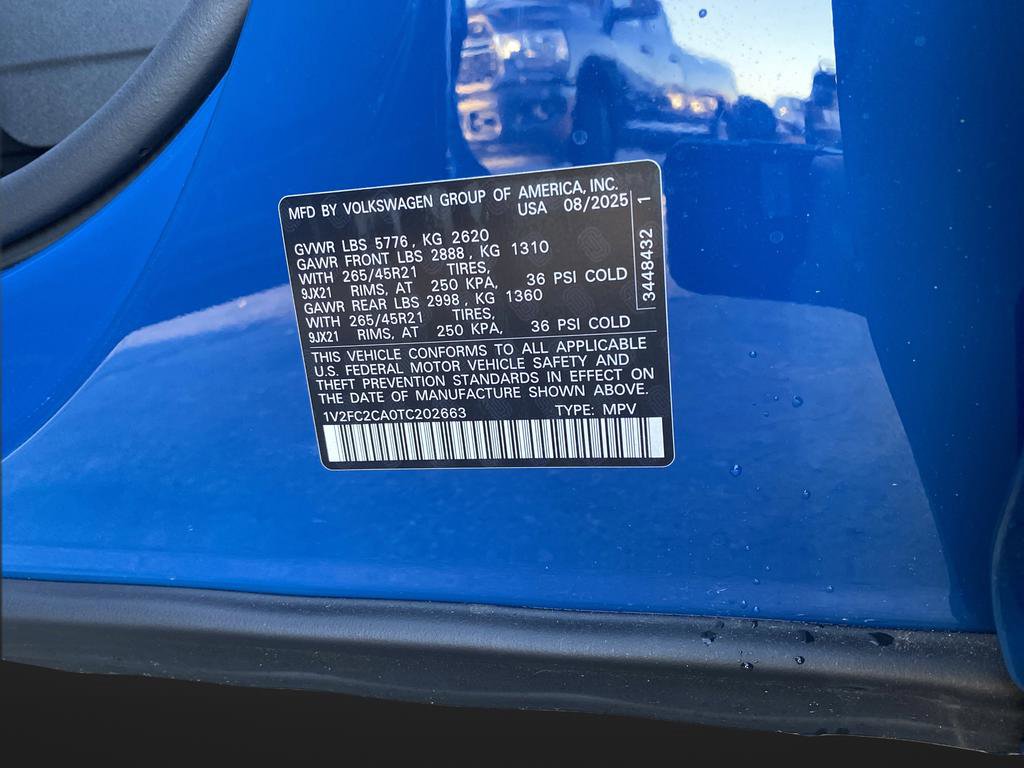 MFD BY VOLKSWAGEN GROUP OF AMERICA, INC.
USA 08/2025
GVWR LBS 5776, KG 2620
GAWR FRONT LBS 2888, KG 1310
WITH 265/45R21 TIRES,
9JX21 RIMS, AT 250 KPA, 36 PSI COLD
GAWR REAR LBS 2998, KG 1360
WITH 265/45R21 TIRES,
9JX21 RIMS, AT 250 KPA, 36 PSI COLD
3448432 1
THIS VEHICLE CONFORMS TO ALL APPLICABLE
U.S. FEDERAL MOTOR VEHICLE SAFETY AND
THEFT PREVENTION STANDARDS IN EFFECT ON
THE DATE OF MANUFACTURE SHOWN ABOVE.
1V2FC2CA0TC202663 TYPE: MPV